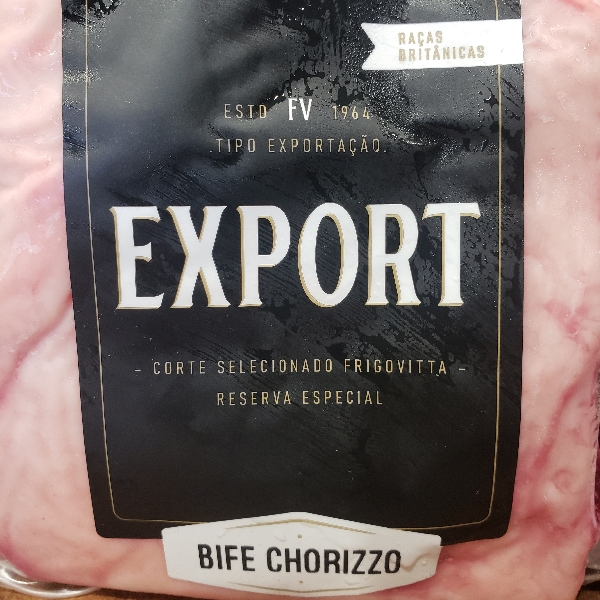 RAÇAS
BRITÂNICAS
ESTD FV 1964
TIPO EXPORTAÇÃO
EXPORT
- CORTE SELECIONADO FRIGOVITTA -
RESERVA ESPECIAL
BIFE CHORIZZO